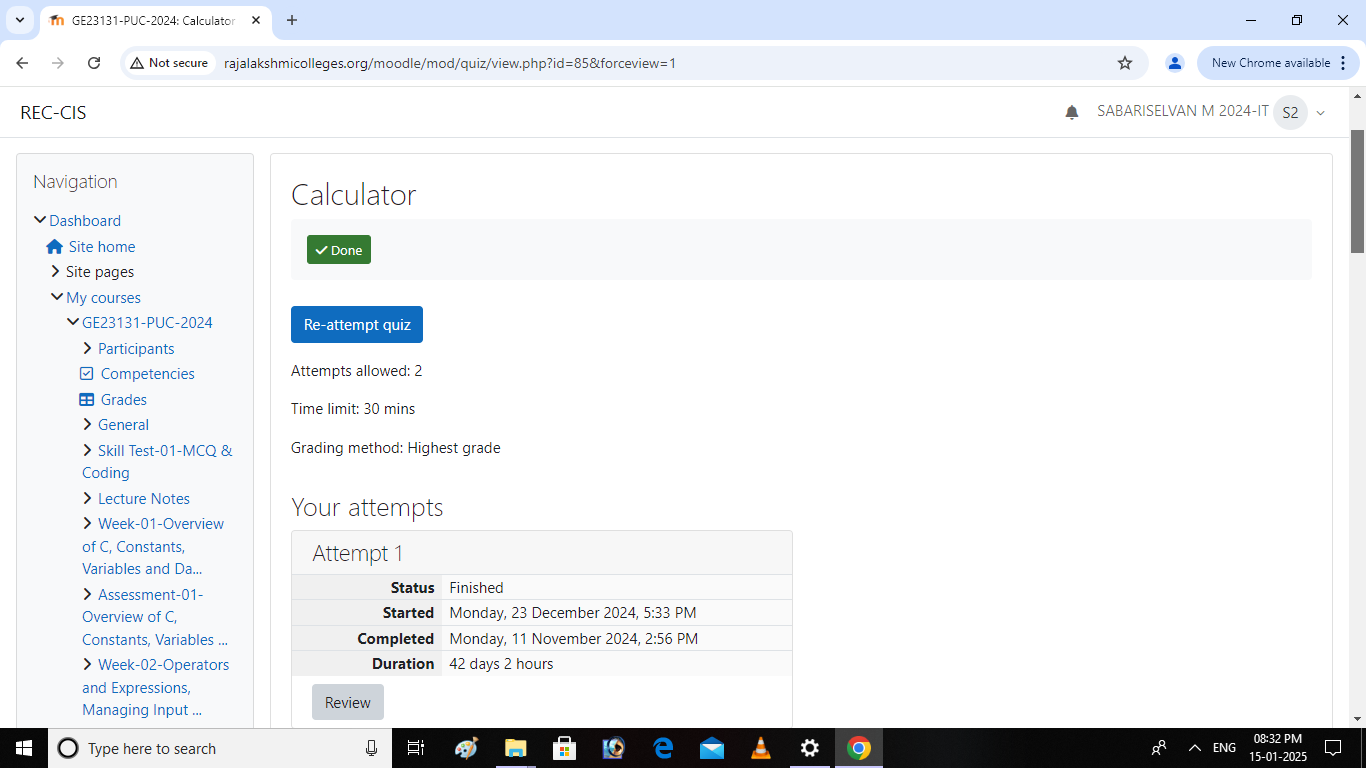 GE23131-PUC-2024: Calculator
Not secure
rajalakshmicolleges.org/moodle/mod/quiz/view.php?id=85&forceview=1
New Chrome available
REC-CIS
SABARISELVAN M 2024-IT
S2
Navigation
Dashboard
Site home
Site pages
My courses
GE23131-PUC-2024
Participants
Competencies
Grades
General
Skill Test-01-MCQ &
Coding
Lecture Notes
Week-01-Overview
of C, Constants,
Variables and Da...
Assessment-01-
Overview of C,
Constants, Variables ...
Week-02-Operators
and Expressions,
Managing Input ...
Calculator
Done
Re-attempt quiz
Attempts allowed: 2
Time limit: 30 mins
Grading method: Highest grade
Your attempts
Attempt 1
Status Finished
Started Monday, 23 December 2024, 5:33 PM
Completed Monday, 11 November 2024, 2:56 PM
Duration 42 days 2 hours
Review
Type here to search
ENG
08:32 PM
15-01-2025